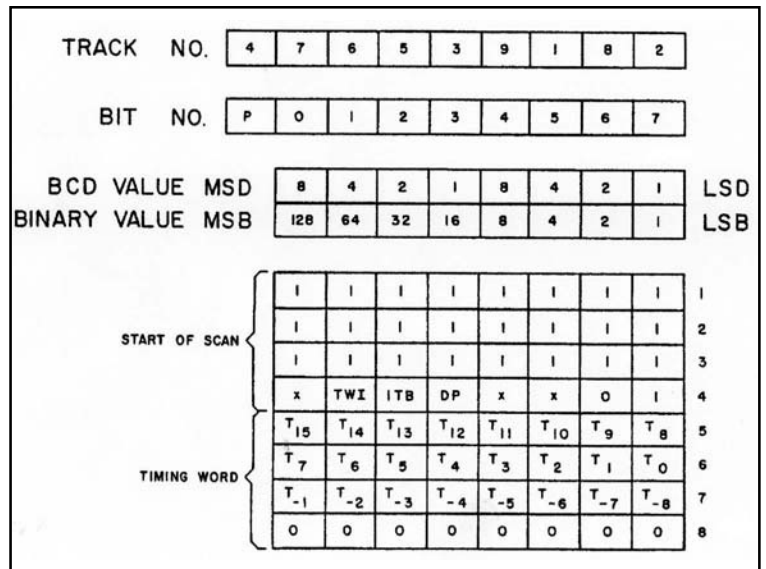 TRACK NO. 4 7 6 5 3 9 1 8 2
BIT NO. P 0 1 2 3 4 5 6 7
BCD VALUE MSD 8 4 2 1 8 4 2 1 LSD
BINARY VALUE MSB 128 64 32 16 8 4 2 1 LSB
1 1 1 1 1 1 1 1 1
1 1 1 1 1 1 1 1 2
START OF SCAN
1 1 1 1 1 1 1 1 3
x TWI ITB DP x x 0 1 4
T15 T14 T13 T12 T11 T10 T9 T8 5
T7 T6 T5 T4 T3 T2 T1 T0 6
TIMING WORD
T-1 T-2 T-3 T-4 T-5 T-6 T-7 T-8 7
0 0 0 0 0 0 0 0 8